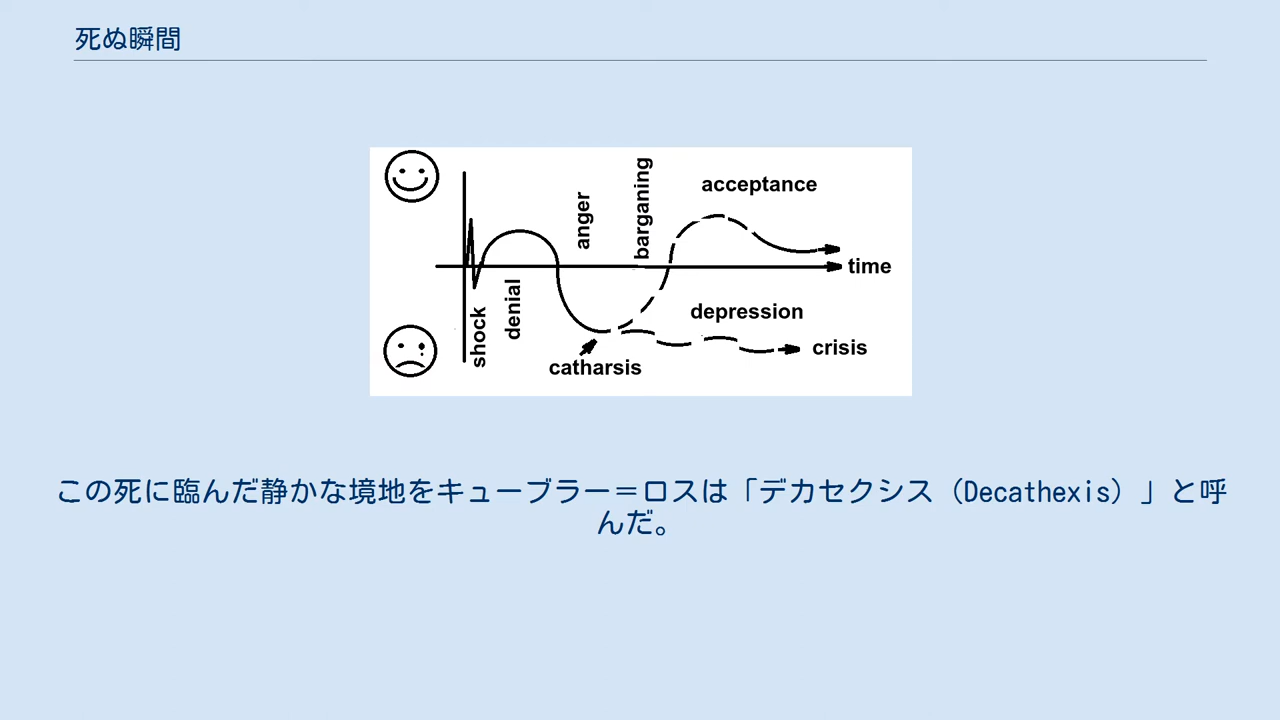 死ぬ瞬間
shock
denial
anger
barganing
acceptance
time
depression
crisis
catharsis
この死に臨んだ静かな境地をキューブラー＝ロスは「デカセクシス（Decathexis）」と呼
んだ。